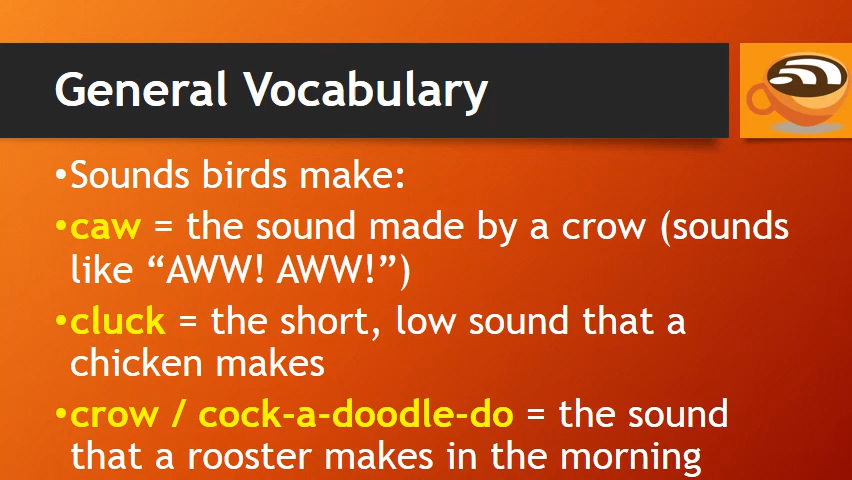 General Vocabulary
•Sounds birds make:
•caw = the sound made by a crow (sounds
like “AWW! AWW!”)
•cluck = the short, low sound that a
chicken makes
•crow / cock-a-doodle-do = the sound
that a rooster makes in the morning